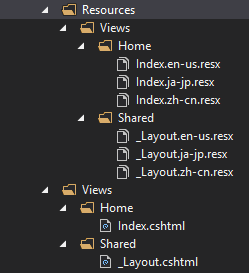 Resources
Views
Home
Index.en-us.resx
Index.ja-jp.resx
Index.zh-cn.resx
Shared
_Layout.en-us.resx
_Layout.ja-jp.resx
_Layout.zh-cn.resx
Views
Home
Index.cshtml
Shared
_Layout.cshtml